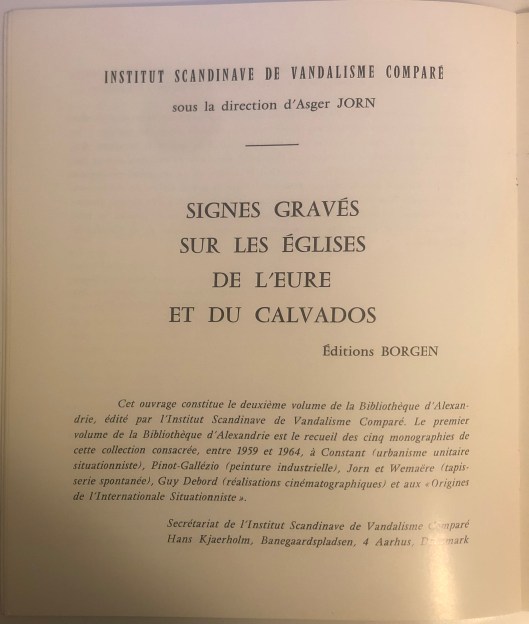 INSTITUT SCANDINAVE DE VANDALISME COMPARÉ
sous la direction d'Asger JORN
SIGNES GRAVÉS
SUR LES ÉGLISES
DE L'EURE
ET DU CALVADOS
Éditions BORGEN
Cet ouvrage constitue le deuxième volume de la Bibliothèque d'Alexan-
drie, édité par l'Institut Scandinave de Vandalisme Comparé. Le premier
volume de la Bibliothèque d'Alexandrie est le recueil des cinq monographies de
cette collection consacrée, entre 1959 et 1964, à Constant (urbanisme unitaire
situationniste), Pinot-Gallézio (peinture industrielle), Jorn et Wemaëre (tapis-
serie spontanée), Guy Debord (réalisations cinématographiques) et aux «Origines
de l'Internationale Situationniste».
Secrétariat de l'Institut Scandinave de Vandalisme Comparé
Hans Kjaerholm, Banegaardspladsen, 4 Aarhus, Danemark